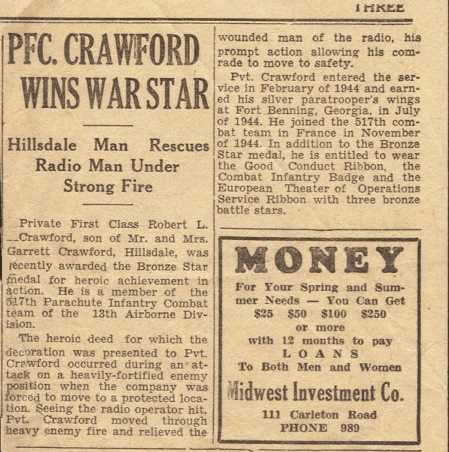 THREE
PFC. CRAWFORD
WINS WAR STAR
Hillsdale Man Rescues
Radio Man Under
Strong Fire
Private First Class Robert L.
Crawford, son of Mr. and Mrs.
Garrett Crawford, Hillsdale, was
recently awarded the Bronze Star
medal for heroic achievement in
action. He is a member of the
517th Parachute Infantry Combat
team of the 13th Airborne Div-
ision.
The heroic deed for which the
decoration was presented to Pvt.
Crawford occurred during an at-
tack on a heavily-fortified enemy
position when the company was
forced to move to a protected loca-
tion. Seeing the radio operator hit,
Pvt. Crawford moved through
heavy enemy fire and relieved the
wounded man of the radio, his
prompt action allowing his com-
rade to move to safety.
Pvt. Crawford entered the ser-
vice in February of 1944 and earn-
ed his silver paratrooper's wings
at Fort Benning, Georgia, in July
of 1944. He joined the 517th com-
bat team in France in November
of 1944. In addition to the Bronze
Star medal, he is entitled to wear
the Good Conduct Ribbon, the
Combat Infantry Badge and the
European Theater of Operations
Service Ribbon with three bronze
battle stars.
MONEY
For Your Spring and Sum-
mer Needs — You Can Get
$25 $50 $100 $250
or more
with 12 months to pay
LOANS
To Both Men and Women
Midwest Investment Co.
111 Carleton Road
PHONE 989